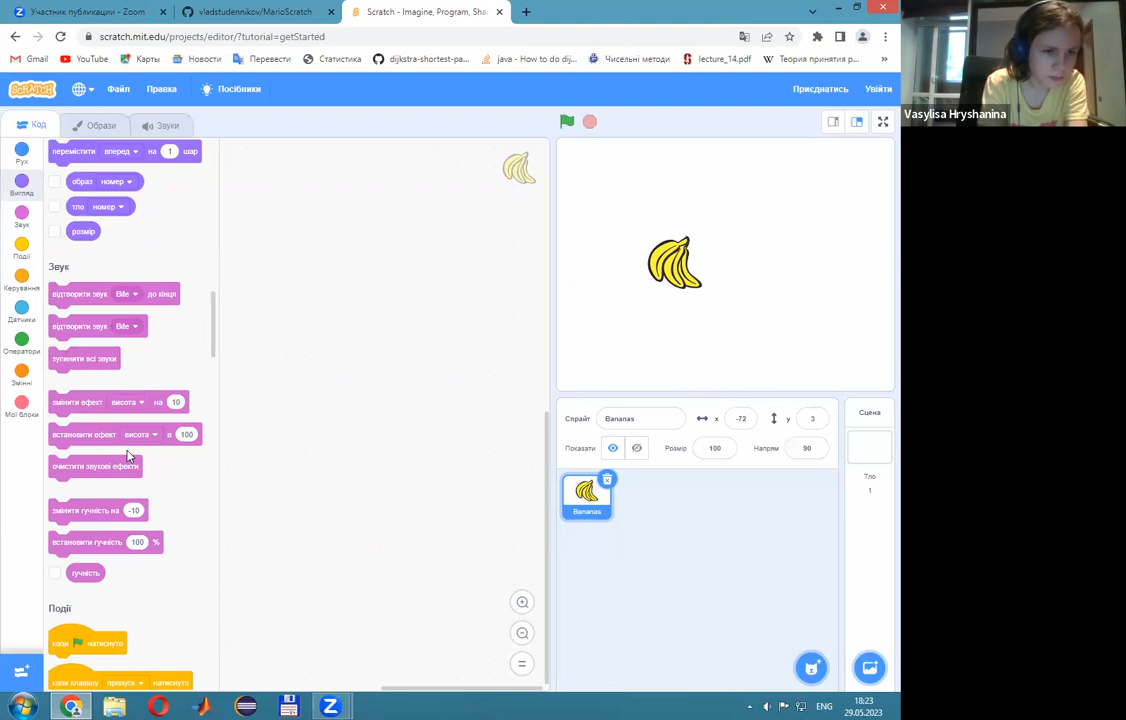 Участник публикации - Zoom
vladstudennikov/MarioScratch
Scratch - Imagine, Program, Sha
scratch.mit.edu/projects/editor/?tutorial=getStarted
Gmail
YouTube
Карты
Новости
Перевести
Статистика
dijkstra-shortest-pa...
java - How to do dij...
Чисельні методи
lecture_14.pdf
Теория принятия р...
»
Vasylisa Hryshanina
SCRATCH
Файл
Правка
Посібники
Приєднатись
Увійти
Код
Образи
Звуки
Рух
Вигляд
Звук
Події
Керування
Датчики
Оператори
Змінні
Мої блоки
перемістити вперед на 1 шар
образ номер
тло номер
розмір
Звук
відтворити звук Bite до кінця
відтворити звук Bite
зупинити всі звуки
змінити ефект висота на 10
встановити ефект висота в 100
очистити звукові ефекти
змінити гучність на -10
встановити гучність 100 %
гучність
Події
коли натиснуто
коли клавішу пропуск натиснуто
Спрайт Bananas x -72 y 3
Показати Розмір 100 Напрям 90
Bananas
Сцена
Тло
1
ENG
18:23
29.05.2023